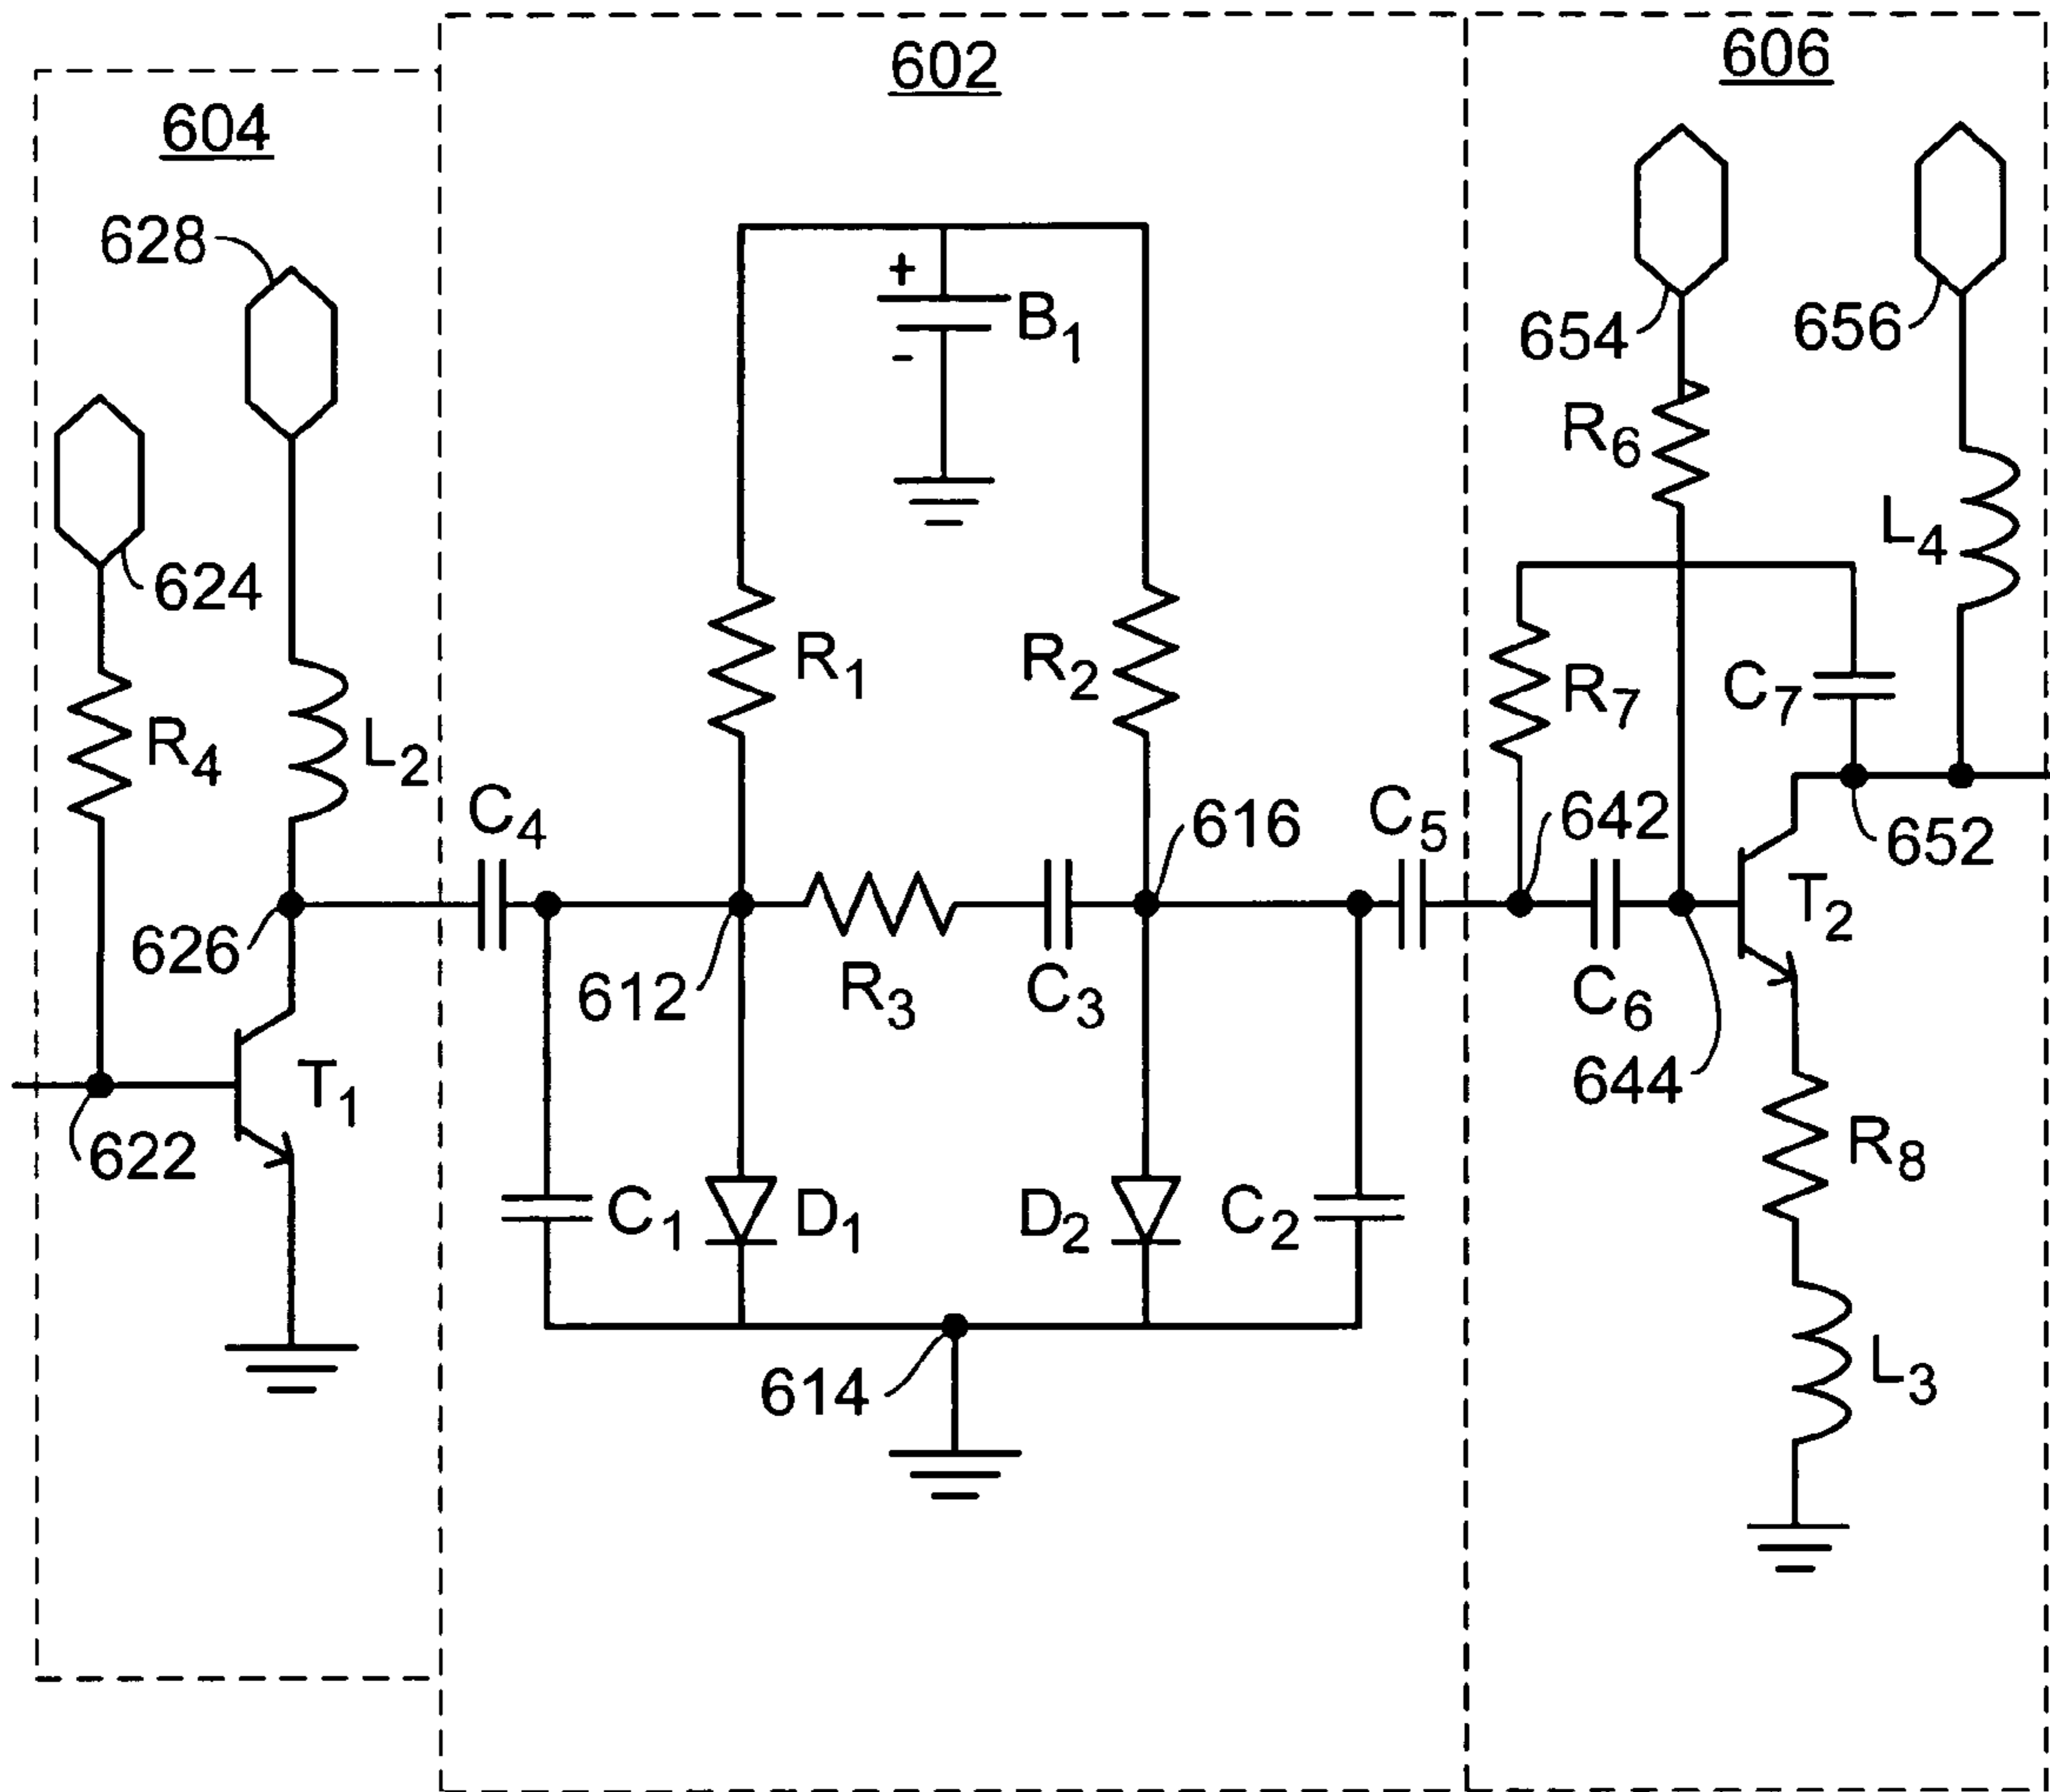 602
606
604
628
+
B₁
-
654
656
R₆
L₄
624
R₁
R₂
R₇
C₇
R₄
L₂
C₄
616
C₅
642
652
626
612
R₃
C₃
C₆
T₂
644
T₁
622
R₈
C₁
D₁
D₂
C₂
L₃
614